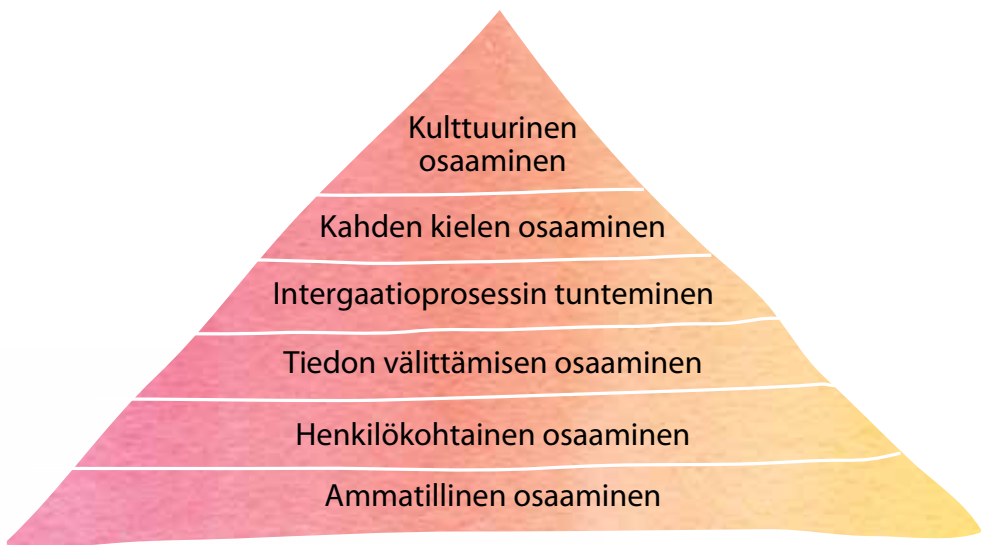 Kulttuurinen
osaaminen
Kahden kielen osaaminen
Intergaatioprosessin tunteminen
Tiedon välittämisen osaaminen
Henkilökohtainen osaaminen
Ammatillinen osaaminen